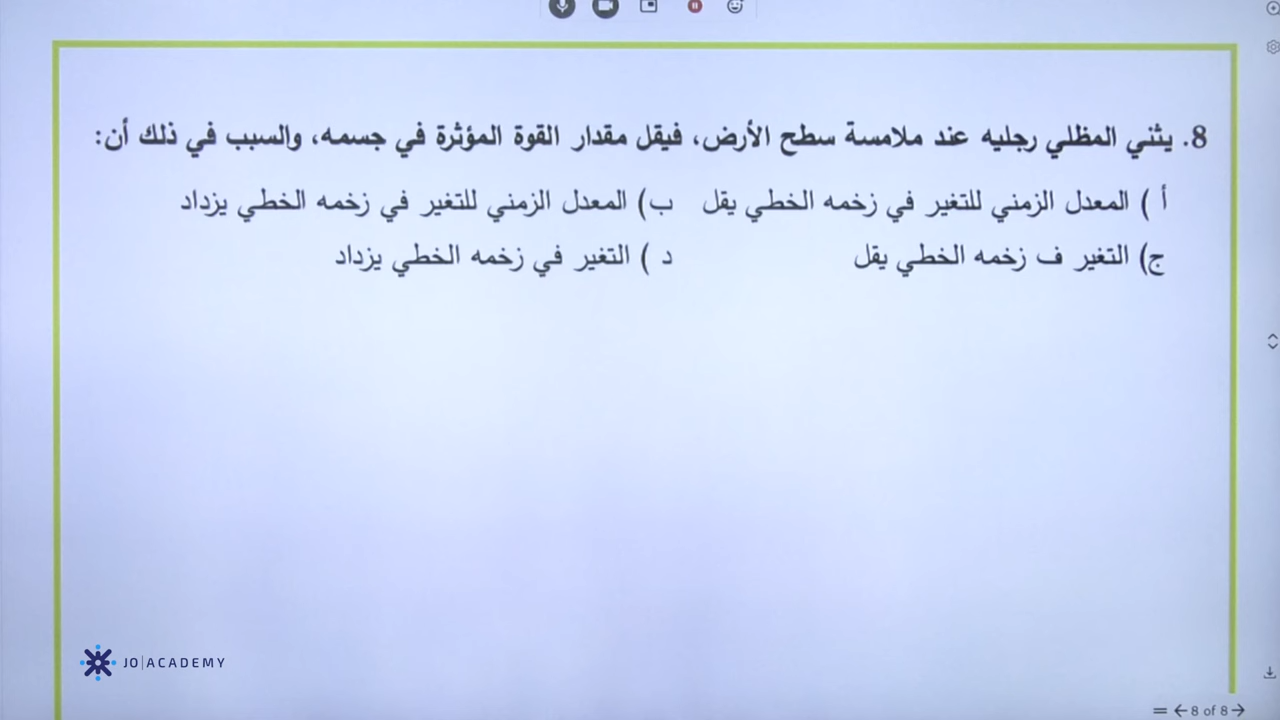 8. يثني المظلي رجليه عند ملامسة سطح الأرض، فيقل مقدار القوة المؤثرة في جسمه، والسبب في ذلك أن:
أ ) المعدل الزمني للتغير في زخمه الخطي يقل ب) المعدل الزمني للتغير في زخمه الخطي يزداد
ج) التغير ف زخمه الخطي يقل د ) التغير في زخمه الخطي يزداد
JO|ACADEMY
8 of 8